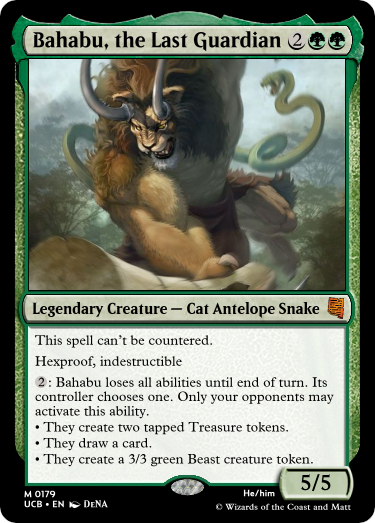 Bahabu, the Last Guardian 2
Legendary Creature — Cat Antelope Snake
This spell can't be countered.
Hexproof, indestructible
2: Bahabu loses all abilities until end of turn. Its
controller chooses one. Only your opponents may
activate this ability.
• They create two tapped Treasure tokens.
• They draw a card.
• They create a 3/3 green Beast creature token.
5/5
M 0179
He/him
UCB • EN DeNA
© Wizards of the Coast and Matt